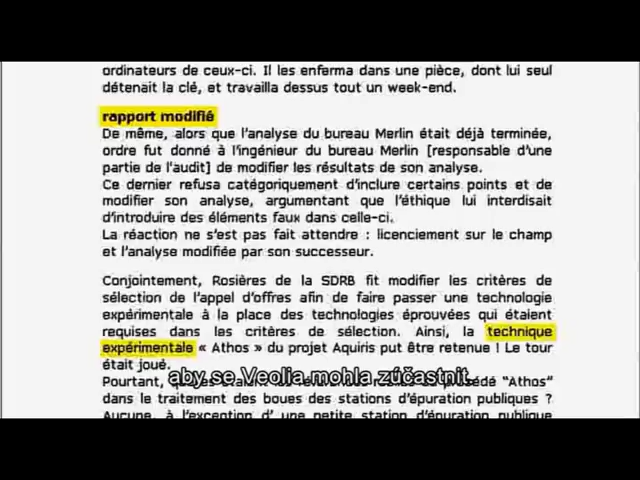 ordinateurs de ceux-ci. Il les enferma dans une pièce, dont lui seul
détenait la clé, et travailla dessus tout un week-end.
rapport modifié
De même, alors que l'analyse du bureau Merlin était déjà terminée,
ordre fut donné à l'ingénieur du bureau Merlin [responsable d'une
partie de l'audit] de modifier les résultats de son analyse.
Ce dernier refusa catégoriquement d'inclure certains points et de
modifier son analyse, argumentant que l'éthique lui interdisait
d'introduire des éléments faux dans celle-ci.
La réaction ne s'est pas fait attendre : licenciement sur le champ
et l'analyse modifiée par son successeur.
Conjointement, Rosières de la SDRB fit modifier les critères de
sélection de l'appel d'offres afin de faire passer une technologie
expérimentale à la place des technologies éprouvées qui étaient
requises dans les critères de sélection. Ainsi, la technique
expérimentale « Athos » du projet Aquiris put être retenue ! Le tour
était joué.
Pourtant, "Athos"
aby se Veolia mohla zúčastnit.
dans le traitement des boues des stations d'épuration publiques ?
Aucune, à l'exception d' une petite station d'épuration publique